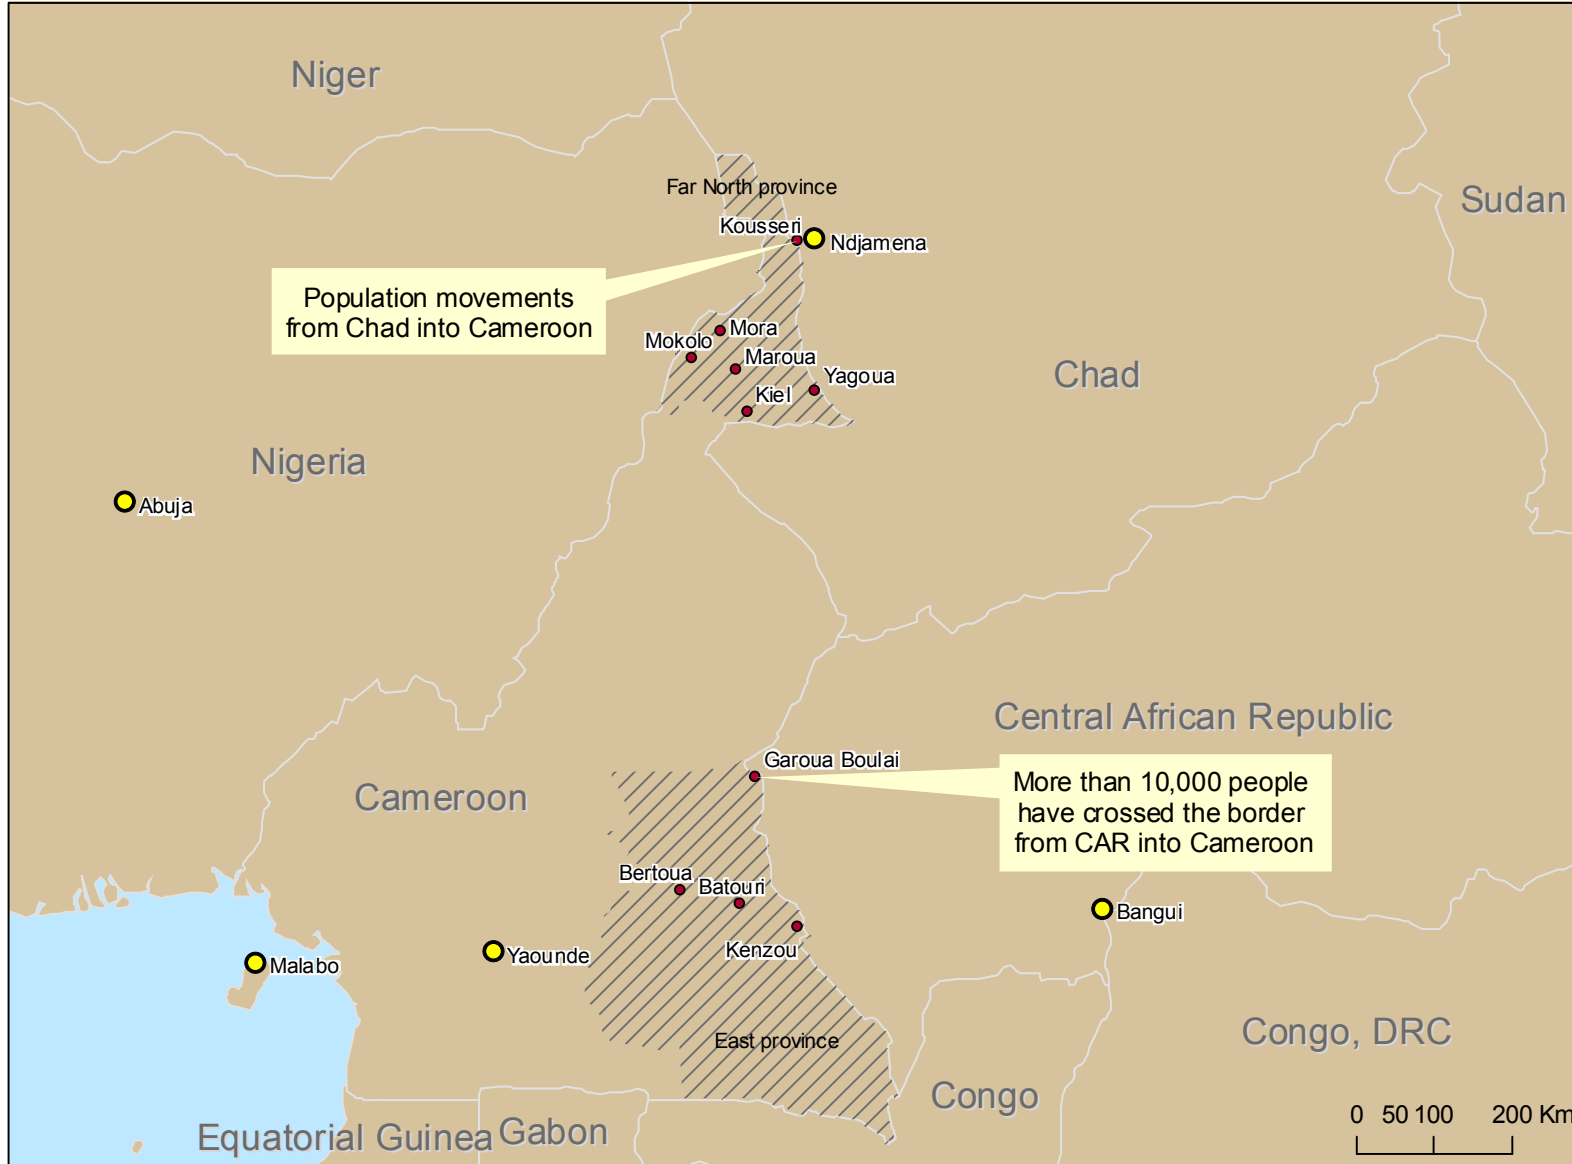 Niger
Far North province
Sudan
Kousseri
Ndjamena
Population movements
from Chad into Cameroon
Mora
Mokolo
Maroua
Yagoua
Chad
Kiel
Nigeria
Abuja
Central African Republic
Garoua Boulai
More than 10,000 people
have crossed the border
from CAR into Cameroon
Cameroon
Bertoua
Batouri
Bangui
Kenzou
Yaounde
Malabo
East province
Congo, DRC
Congo
Equatorial Guinea
Gabon
0 50 100 200 Km